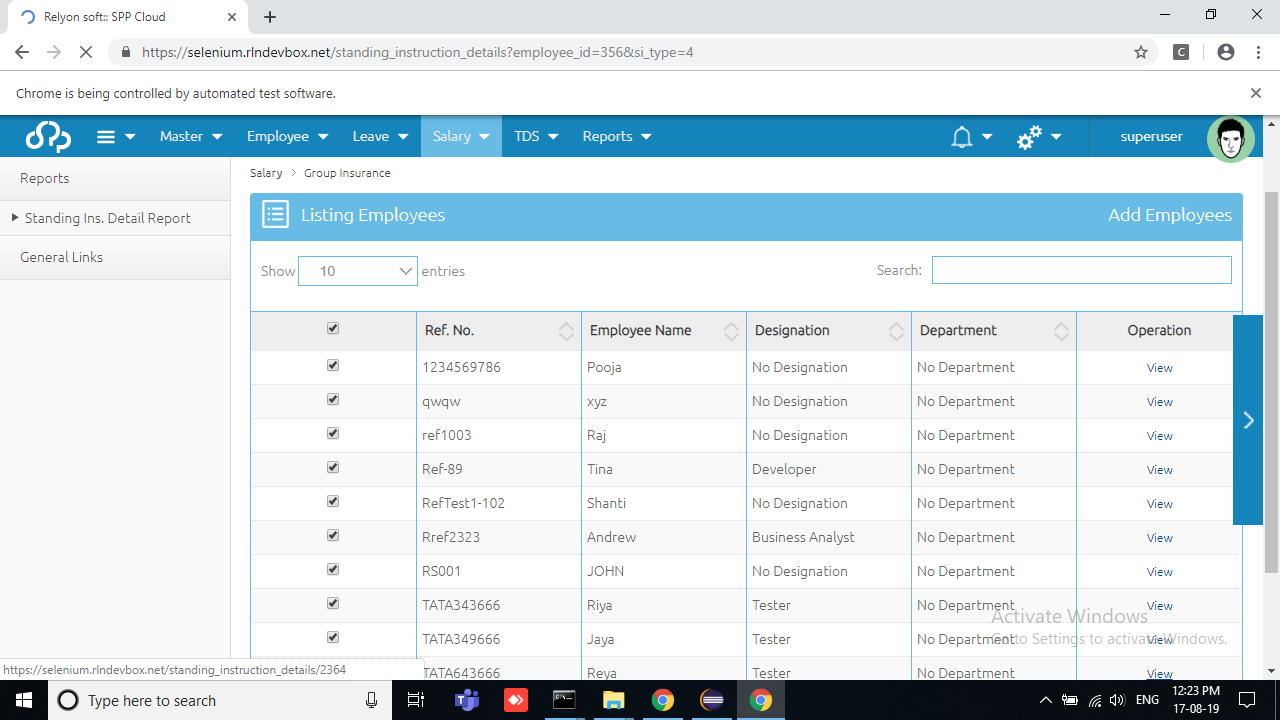 Relyon soft:: SPP Cloud
https://selenium.rlndevbox.net/standing_instruction_details?employee_id=356&si_type=4
C
Chrome is being controlled by automated test software.
Master Employee Leave Salary TDS Reports superuser
Reports
Standing Ins. Detail Report
General Links
Salary > Group Insurance
Listing Employees Add Employees
Show 10 entries Search:
Ref. No. Employee Name Designation Department Operation
1234569786 Pooja No Designation No Department View
qwqw xyz No Designation No Department View
ref1003 Raj No Designation No Department View
Ref-89 Tina Developer No Department View
RefTest1-102 Shanti No Designation No Department View
Rref2323 Andrew Business Analyst No Department View
RS001 JOHN No Designation No Department View
TATA343666 Riya Tester No Department View
Activate Windows
TATA349666 Jaya Tester No Department View
Go to Settings to activate Windows.
TATA643666 Reya Tester No Department View
https://selenium.rlndevbox.net/standing_instruction_details/2364
Type here to search
ENG
12:23 PM
17-08-19